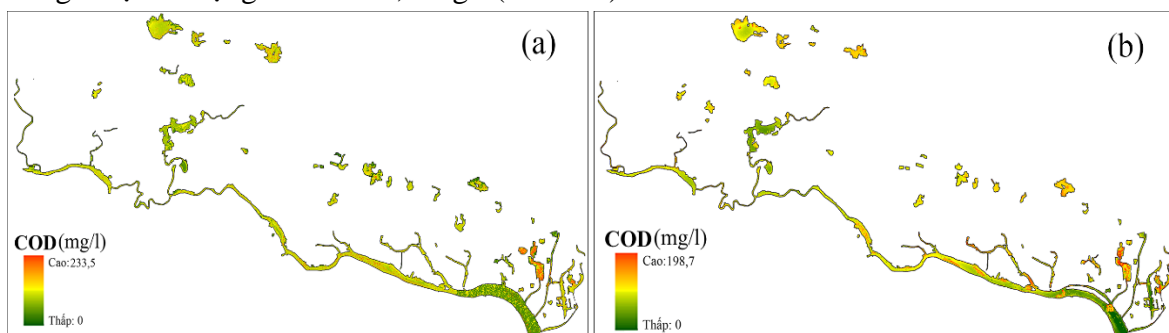 (a)
COD(mg/l)
Cao:233,5
Thấp: 0
(b)
COD(mg/l)
Cao:198,7
Thấp: 0